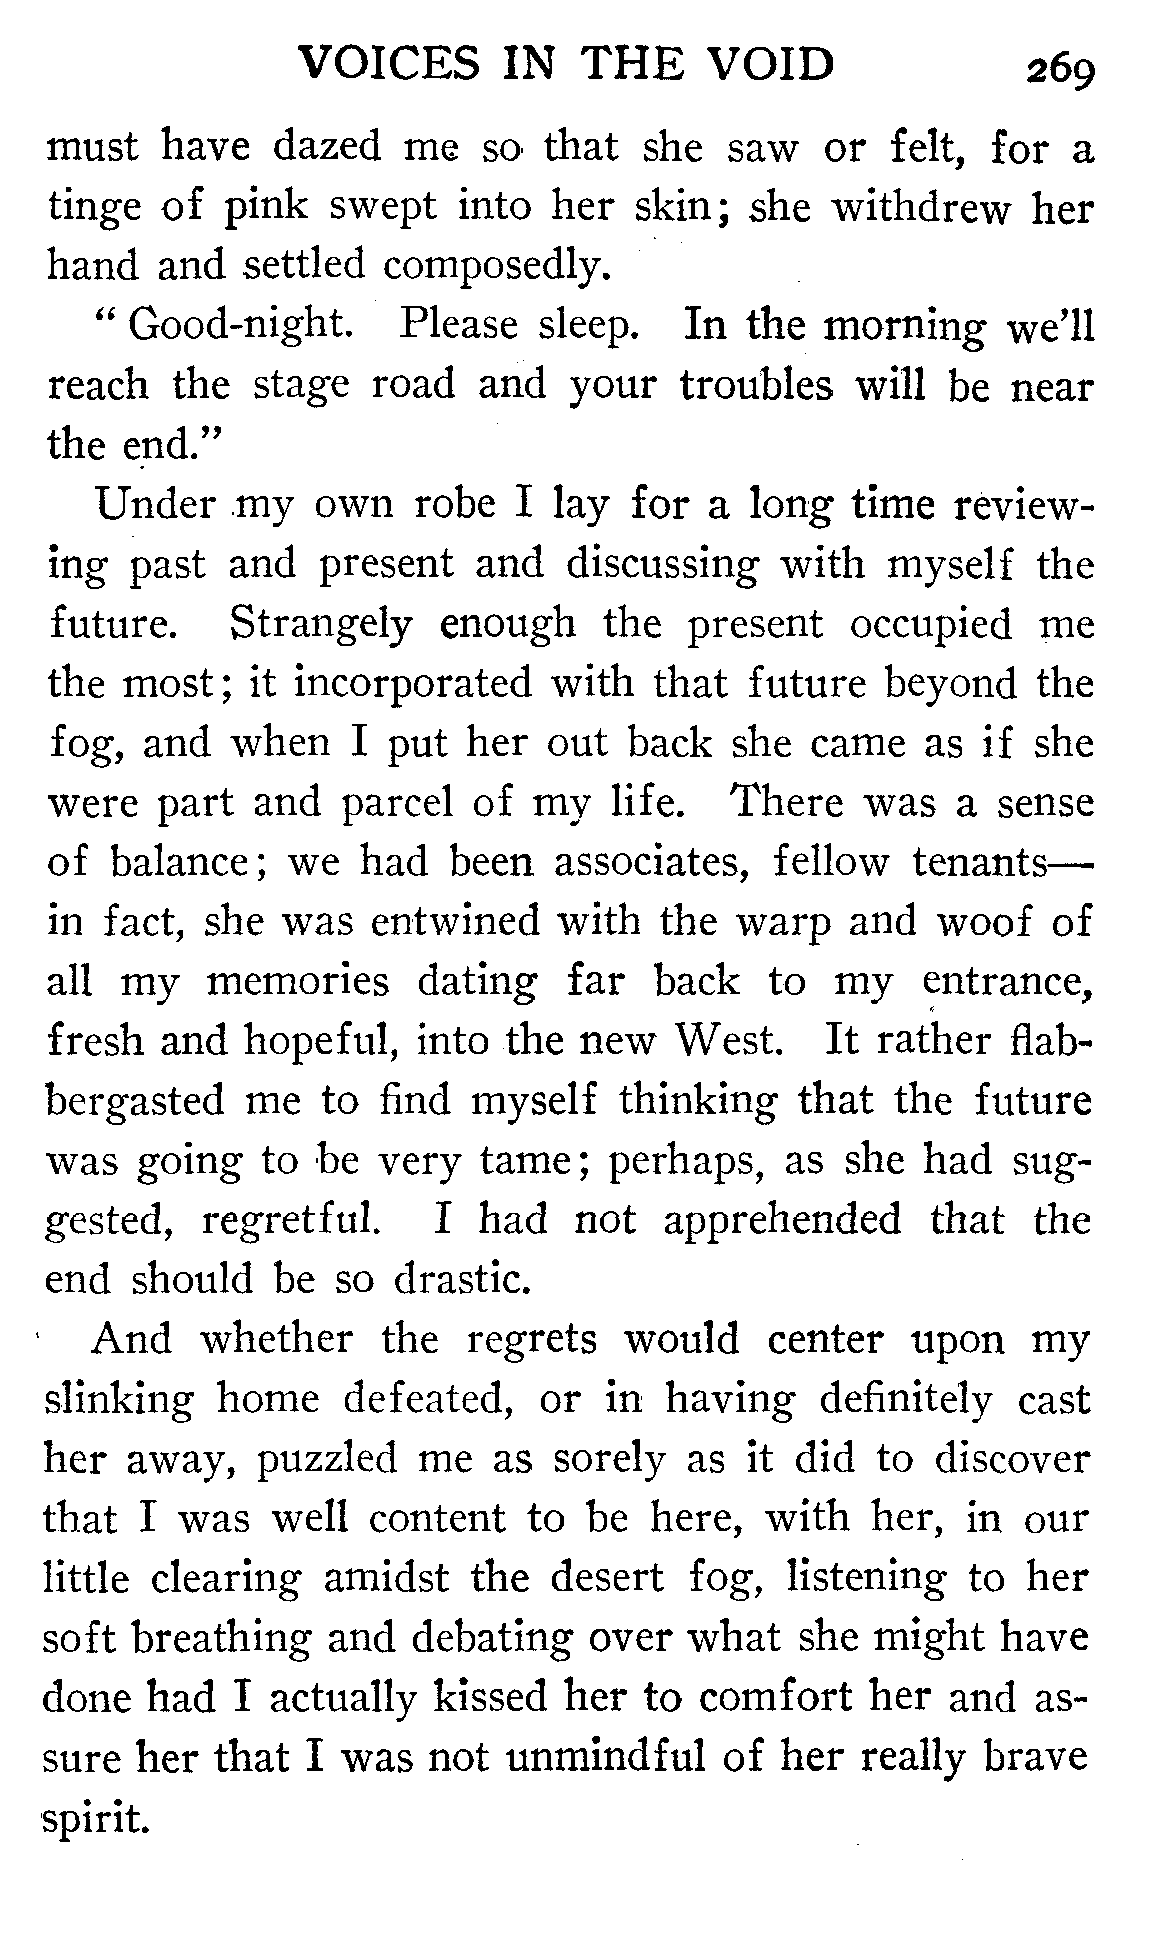 VOICES IN THE VOID 269
must have dazed me so that she saw or felt, for a
tinge of pink swept into her skin; she withdrew her
hand and settled composedly.
"Good-night. Please sleep. In the morning we'll
reach the stage road and your troubles will be near
the end."
Under my own robe I lay for a long time review-
ing past and present and discussing with myself the
future. Strangely enough the present occupied me
the most; it incorporated with that future beyond the
fog, and when I put her out back she came as if she
were part and parcel of my life. There was a sense
of balance; we had been associates, fellow tenants—
in fact, she was entwined with the warp and woof of
all my memories dating far back to my entrance,
fresh and hopeful, into the new West. It rather flab-
bergasted me to find myself thinking that the future
was going to be very tame; perhaps, as she had sug-
gested, regretful. I had not apprehended that the
end should be so drastic.
And whether the regrets would center upon my
slinking home defeated, or in having definitely cast
her away, puzzled me as sorely as it did to discover
that I was well content to be here, with her, in our
little clearing amidst the desert fog, listening to her
soft breathing and debating over what she might have
done had I actually kissed her to comfort her and as-
sure her that I was not unmindful of her really brave
spirit.